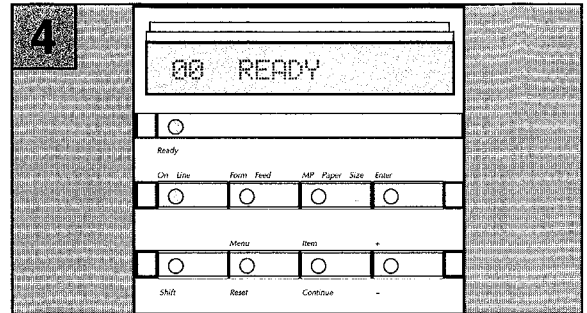 4
00 READY
Ready
On Line Form Feed MP Paper Size Enter
Menu Item +
Shift Reset Continue -